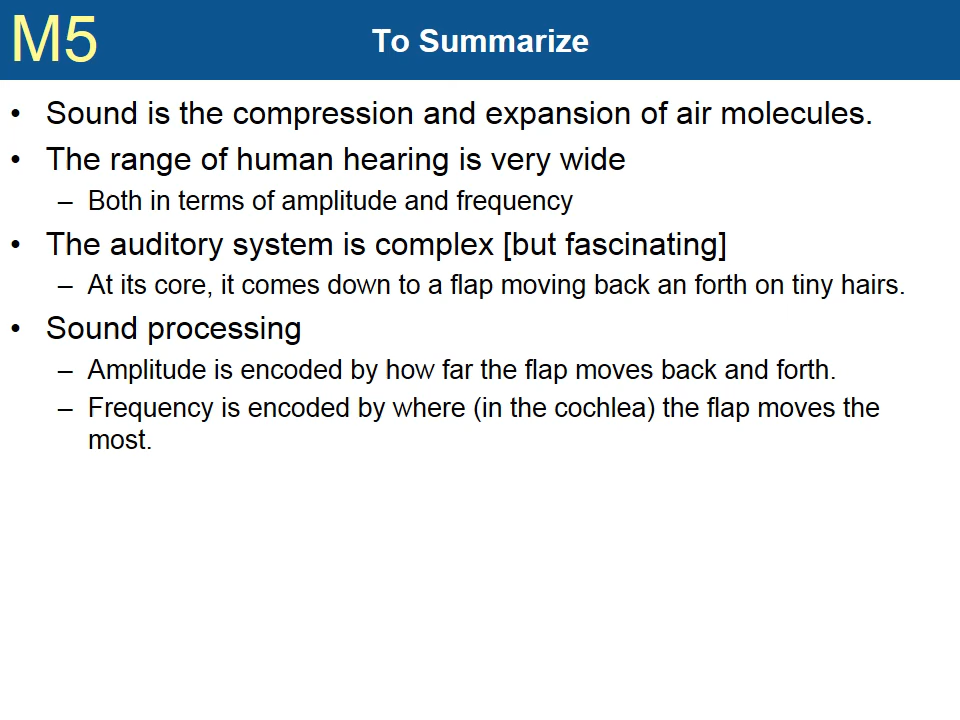 M5
To Summarize
• Sound is the compression and expansion of air molecules.
• The range of human hearing is very wide
– Both in terms of amplitude and frequency
• The auditory system is complex [but fascinating]
– At its core, it comes down to a flap moving back an forth on tiny hairs.
• Sound processing
– Amplitude is encoded by how far the flap moves back and forth.
– Frequency is encoded by where (in the cochlea) the flap moves the
most.